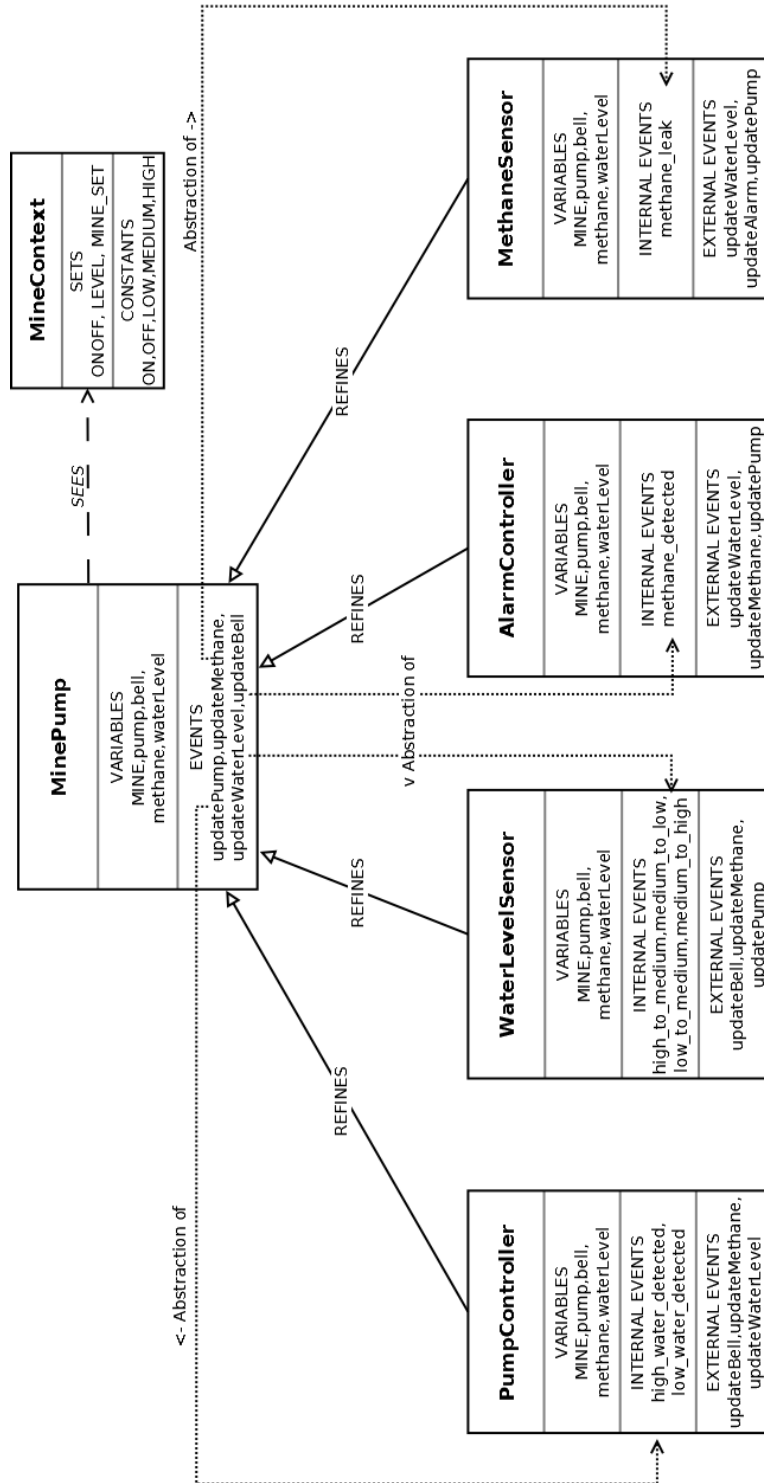 MineContext
SETS
ONOFF, LEVEL, MINE_SET
CONSTANTS
ON,OFF,LOW,MEDIUM,HIGH
SEES
MinePump
VARIABLES
MINE,pump,bell,
methane,waterLevel
EVENTS
updatePump,updateMethane,
updateWaterLevel,updateBell
<- Abstraction of
Abstraction of ->
v Abstraction of
REFINES
REFINES
REFINES
REFINES
PumpController
VARIABLES
MINE,pump,bell,
methane,waterLevel
INTERNAL EVENTS
high_water_detected,
low_water_detected
EXTERNAL EVENTS
updateBell,updateMethane,
updateWaterLevel
WaterLevelSensor
VARIABLES
MINE,pump,bell,
methane,waterLevel
INTERNAL EVENTS
high_to_medium,medium_to_low,
low_to_medium,medium_to_high
EXTERNAL EVENTS
updateBell,updateMethane,
updatePump
AlarmController
VARIABLES
MINE,pump,bell,
methane,waterLevel
INTERNAL EVENTS
methane_detected
EXTERNAL EVENTS
updateWaterLevel,
updateMethane,updatePump
MethaneSensor
VARIABLES
MINE,pump,bell,
methane,waterLevel
INTERNAL EVENTS
methane_leak
EXTERNAL EVENTS
updateWaterLevel,
updateAlarm,updatePump